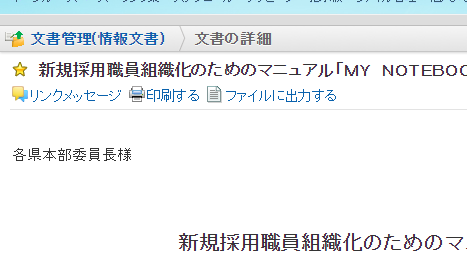 文書管理(情報文書) 文書の詳細
新規採用職員組織化のためのマニュアル「MY NOTEBOO
リンクメッセージ 印刷する ファイルに出力する
各県本部委員長様
新規採用職員組織化のためのマ